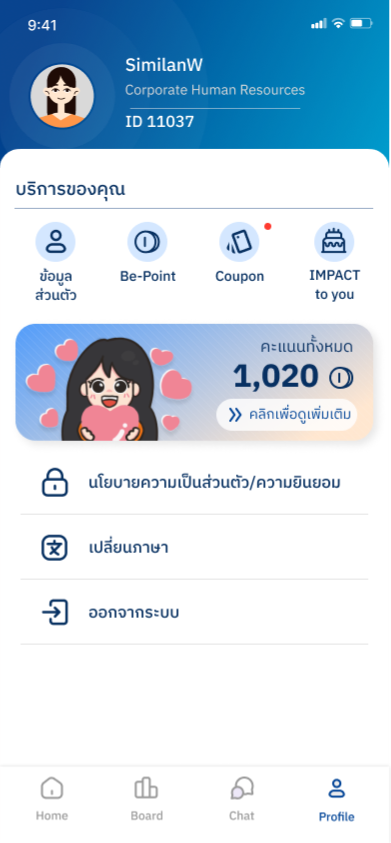 9:41
SimilanW
Corporate Human Resources
ID 11037
บริการของคุณ
ข้อมูล
ส่วนตัว
Be-Point
Coupon
IMPACT
to you
คะแนนทั้งหมด
1,020
คลิกเพื่อดูเพิ่มเติม
นโยบายความเป็นส่วนตัว/ความยินยอม
เปลี่ยนภาษา
ออกจากระบบ
Home
Board
Chat
Profile